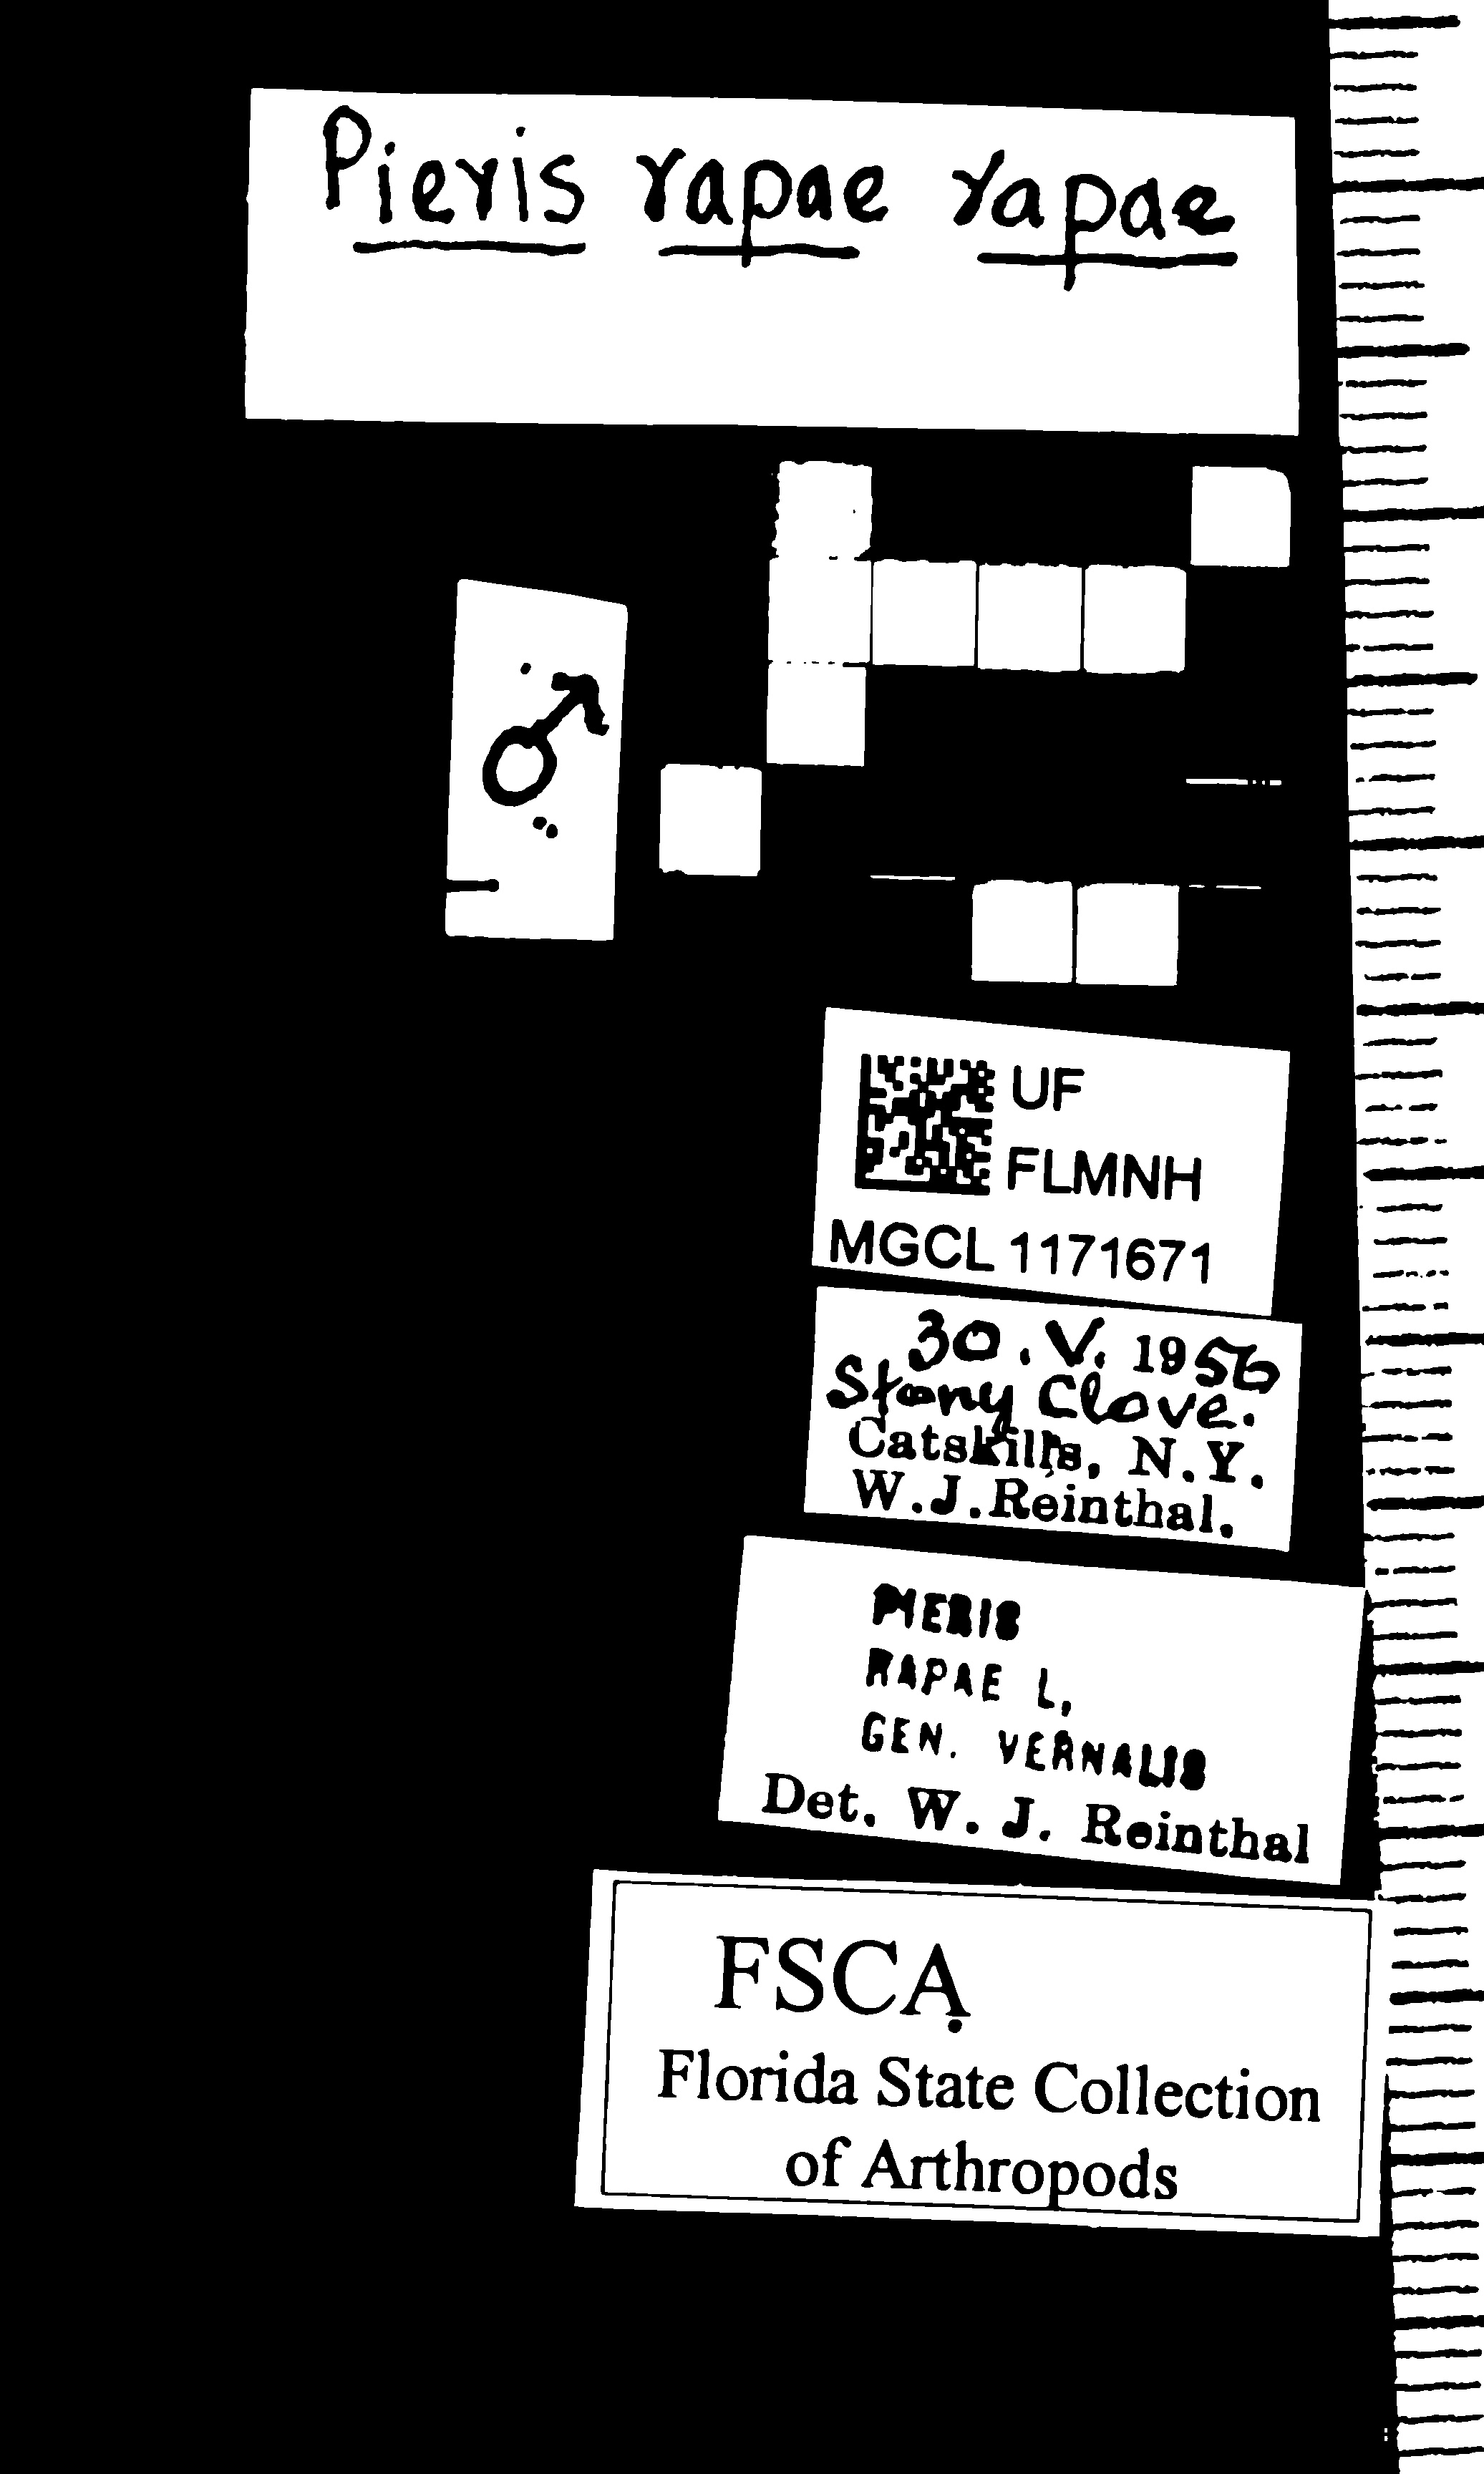 Pieris rapae rapae
♂
UF
FLMNH
MGCL 1171671
30. V. 1956
Stony Clove.
Catskills, N.Y.
W.J.Reinthal.
PIERIS
RAPAE L,
GEN. VERNALIS
Det. W. J. Reinthal
FSCA
Florida State Collection
of Arthropods